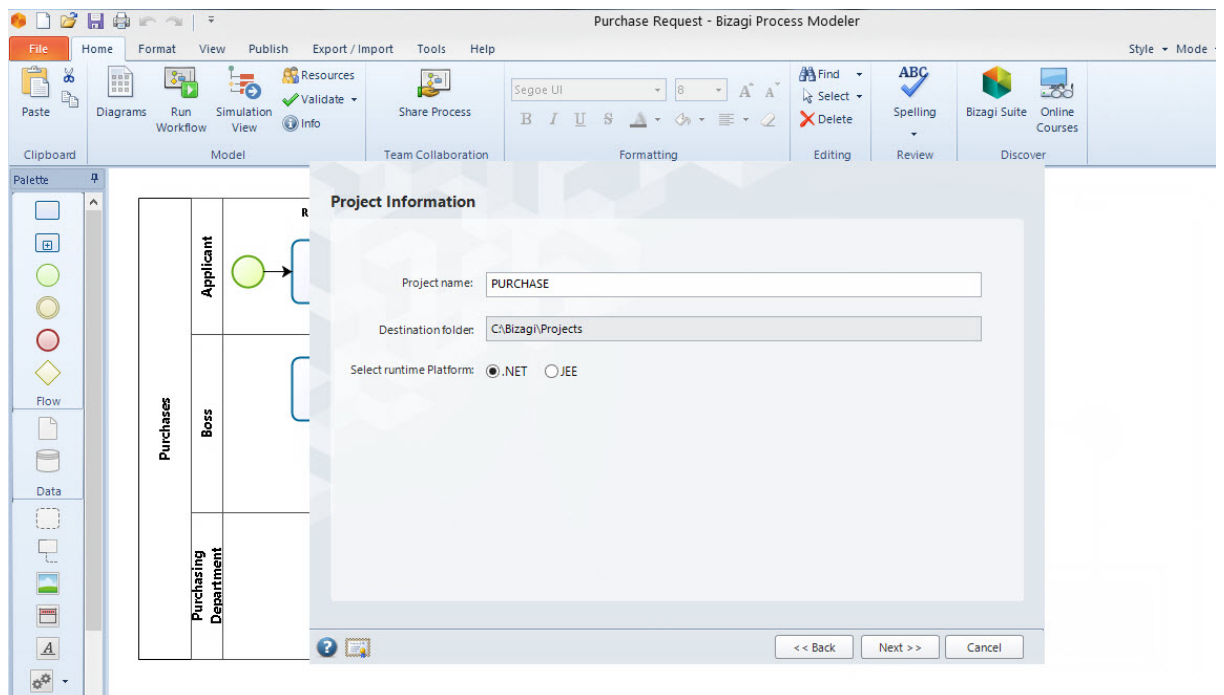 Purchase Request - Bizagi Process Modeler
File Home Format View Publish Export / Import Tools Help Style Mode
Paste
Clipboard
Diagrams
Run Workflow
Simulation View
Resources
Validate
Info
Model
Share Process
Team Collaboration
Segoe UI 8 A A
B I U S A
Formatting
Find
Select
Delete
Editing
ABC
Spelling
Review
Bizagi Suite
Online Courses
Discover
Palette
Flow
Data
A
Purchases
Applicant
Boss
Purchasing
Department
R
Project Information
Project name: PURCHASE
Destination folder: C:\Bizagi\Projects
Select runtime Platform: .NET JEE
? << Back Next >> Cancel